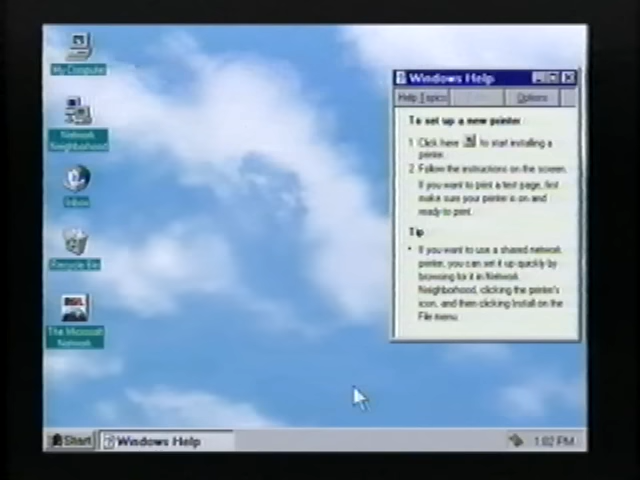 My Computer
Network
Neighborhood
Inbox
Recycle Bin
The Microsoft
Network
Windows Help
Help Topics
Options
To set up a new printer
1 Click here to start installing a
printer.
2 Follow the instructions on the screen.
If you want to print a test page, first
make sure your printer is on and
ready to print.
Tip
• If you want to use a shared network
printer, you can set it up quickly by
browsing for it in Network
Neighborhood, clicking the printer's
icon, and then clicking Install on the
File menu.
Start
Windows Help
1:02 PM